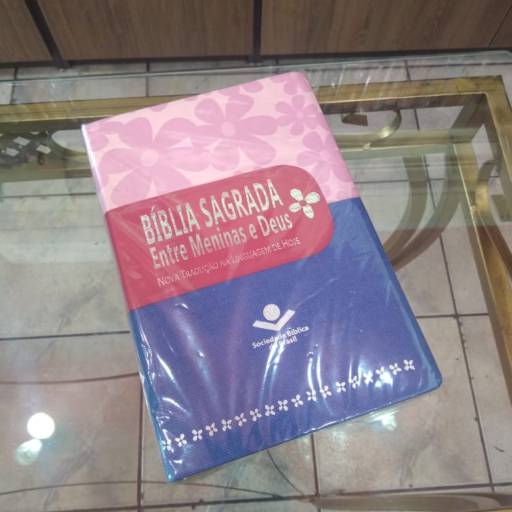 BÍBLIA SAGRADA
Entre Meninas e Deus
NOVA TRADUÇÃO NA LINGUAGEM DE HOJE
Sociedade Bíblica
do Brasil